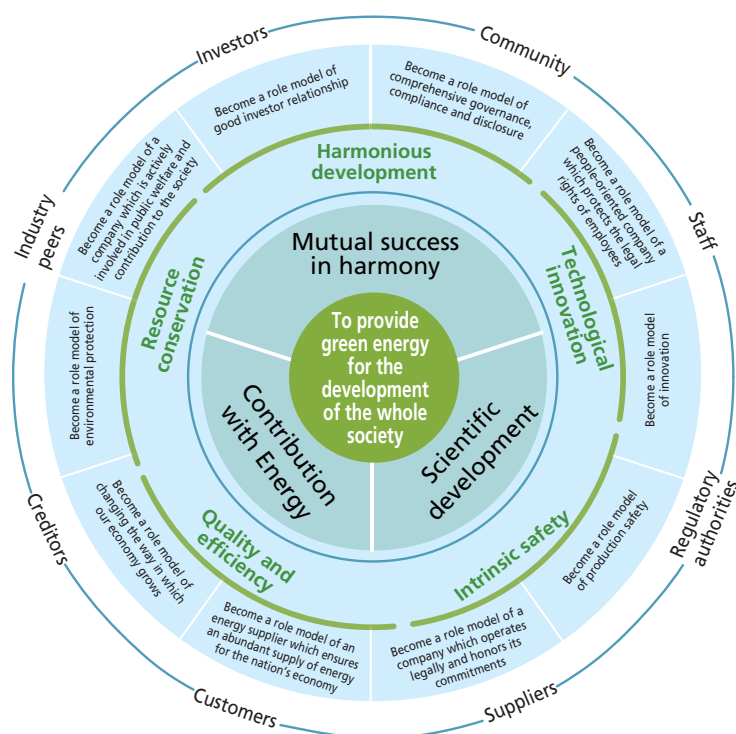 Investors
Community
Staff
Regulatory
authorities
Suppliers
Customers
Creditors
Industry
peers
Become a role model of
good investor relationship
Become a role model of
comprehensive governance,
compliance and disclosure
Become a role model of a
people-oriented company
which protects the legal
rights of employees
Become a role model
of innovation
Become a role model
of production safety
Become a role model of a
company which operates
legally and honors its
commitments
Become a role model of an
energy supplier which ensures
an abundant supply of energy
for the nation's economy
Become a role model of
changing the way in which
our economy grows
Become a role model of
environmental protection
Become a role model of a
company which is actively
involved in public welfare and
contribution to the society
Harmonious
development
Technological
innovation
Intrinsic safety
Quality and
efficiency
Resource
conservation
Mutual success
in harmony
Scientific
development
Contribution
with Energy
To provide
green energy
for the
development
of the whole
society